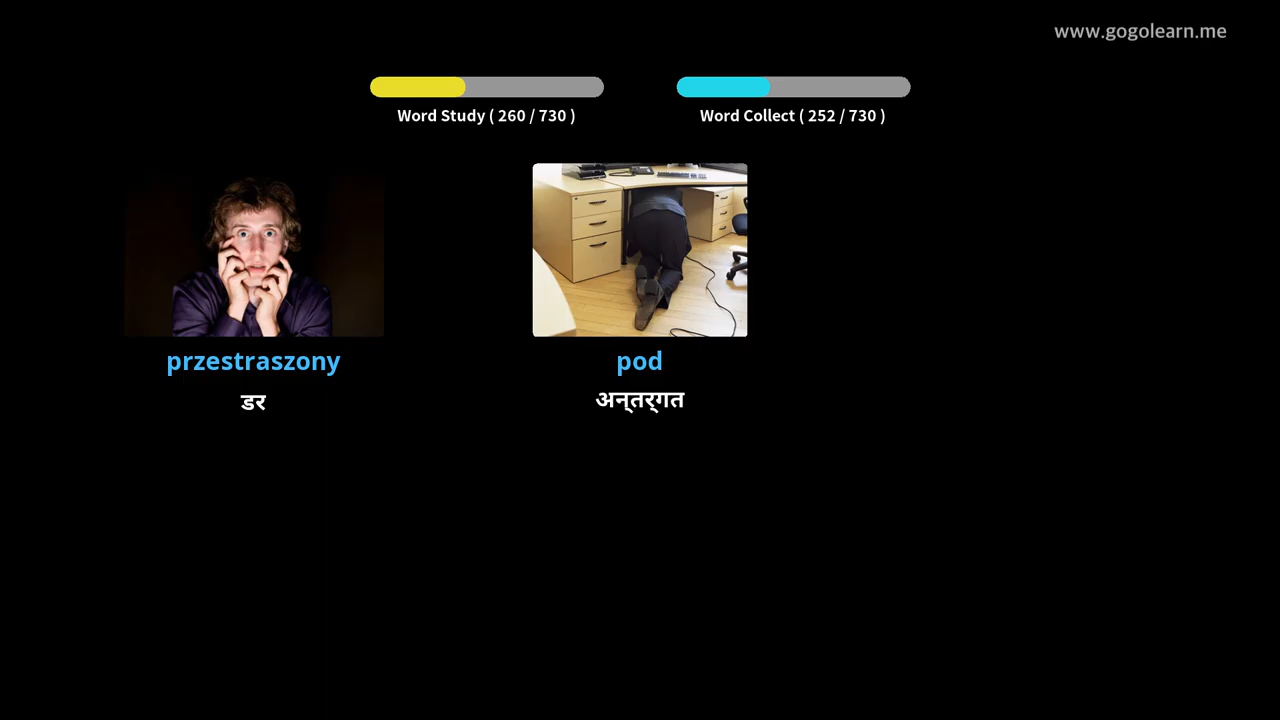 www.gogolearn.me
Word Study ( 260 / 730 )
Word Collect ( 252 / 730 )
przestraszony
pod
डर
अन्‌तर्‌गत